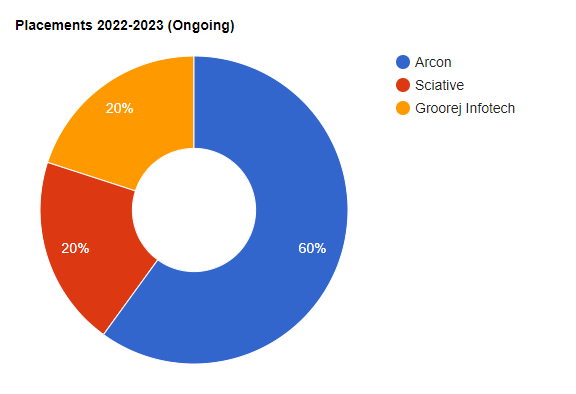 Placements 2022-2023 (Ongoing)
Arcon
Sciative
Groorej Infotech
20%
20%
60%